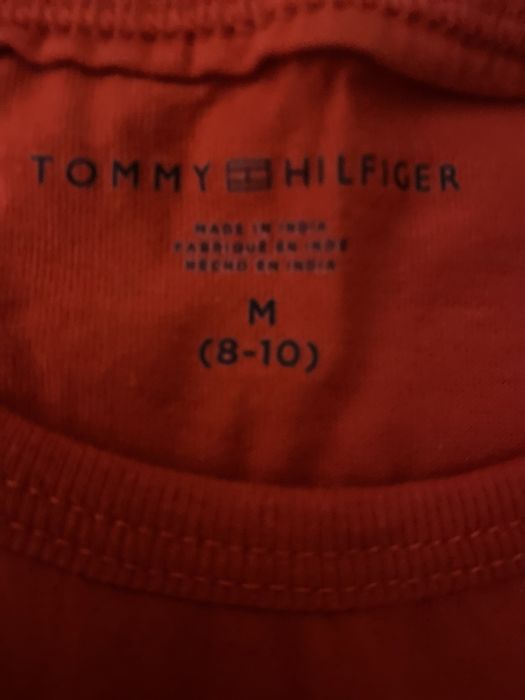 TOMMY HILFIGER
MADE IN INDIA
FABRIQUÉ EN INDE
HECHO EN INDIA
M
(8-10)